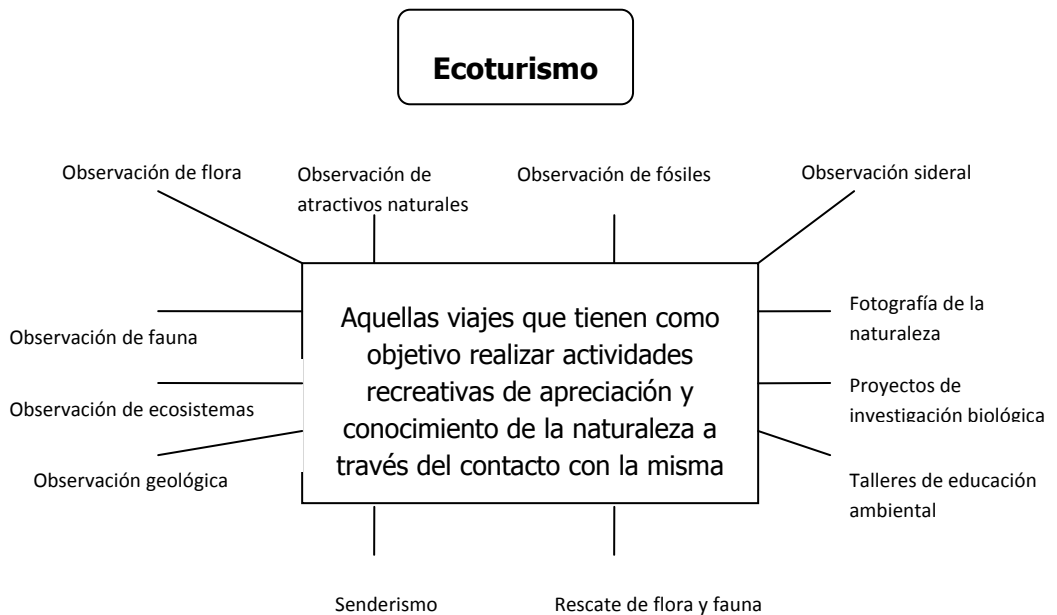 Ecoturismo
Observación de flora
Observación de
atractivos naturales
Observación de fósiles
Observación sideral
Aquellas viajes que tienen como
objetivo realizar actividades
recreativas de apreciación y
conocimiento de la naturaleza a
través del contacto con la misma
Observación de fauna
Observación de ecosistemas
Observación geológica
Fotografía de la
naturaleza
Proyectos de
investigación biológica
Talleres de educación
ambiental
Senderismo
Rescate de flora y fauna